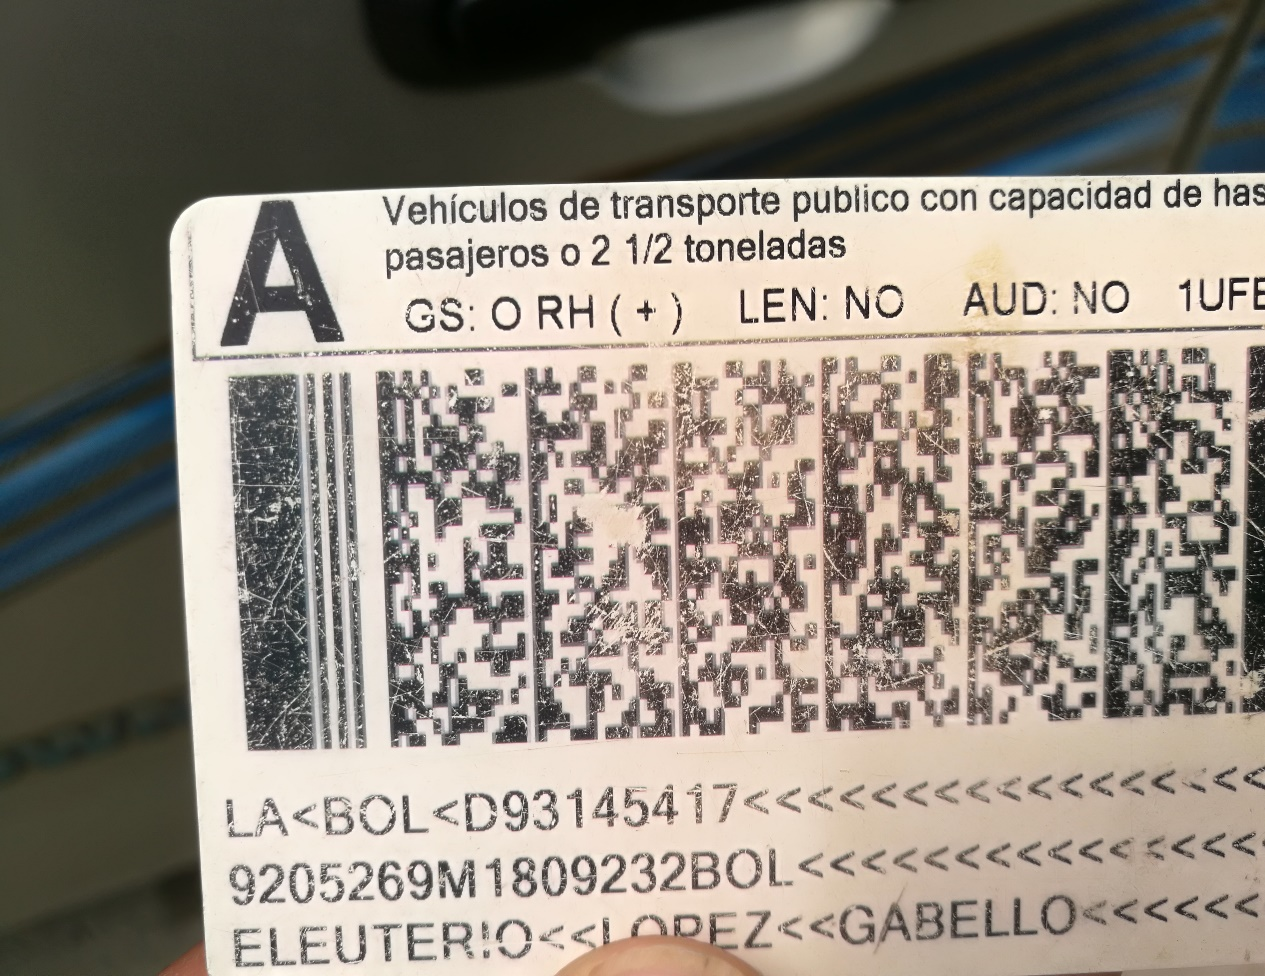 A
Vehículos de transporte publico con capacidad de has
pasajeros o 2 1/2 toneladas
GS: O RH ( + ) LEN: NO AUD: NO 1UFE
LA<BOL<D93145417<<<<<<<<<<<<<<<<<
9205269M1809232BOL<<<<<<<<<<<<<<<
ELEUTERIO<<LOPEZ<<GABELLO<<<<<<